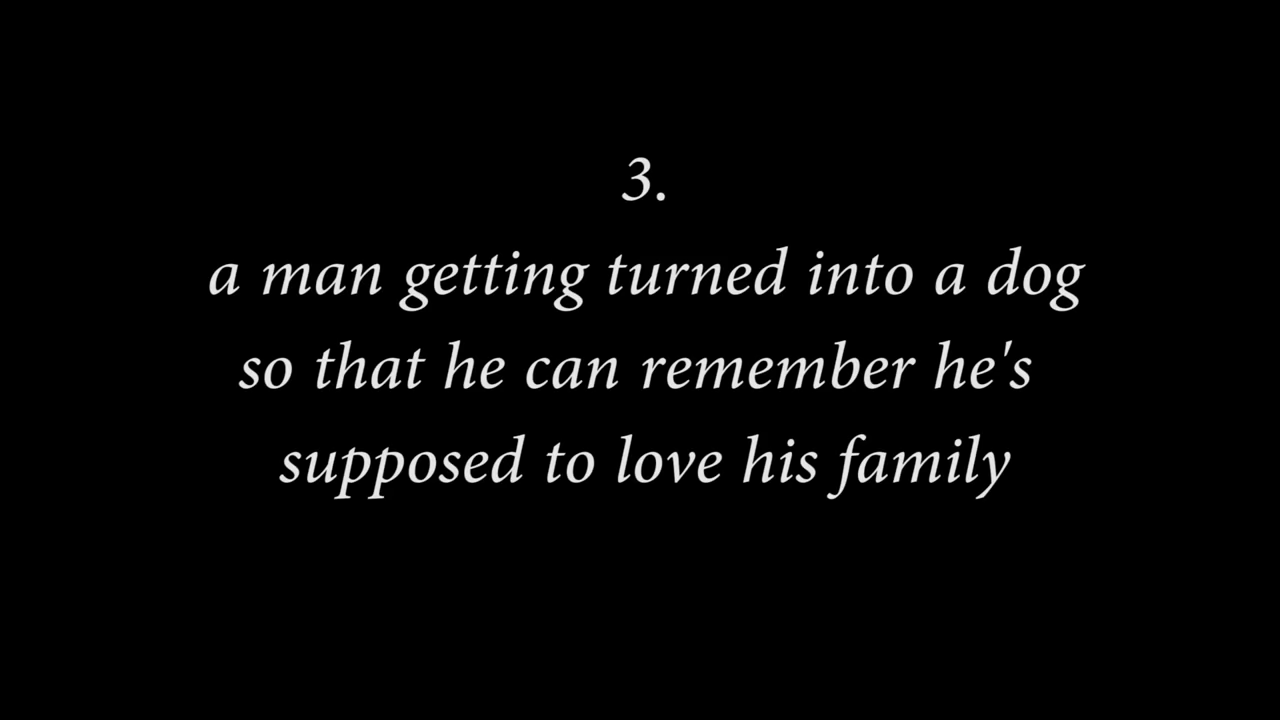 3.
a man getting turned into a dog
so that he can remember he's
supposed to love his family